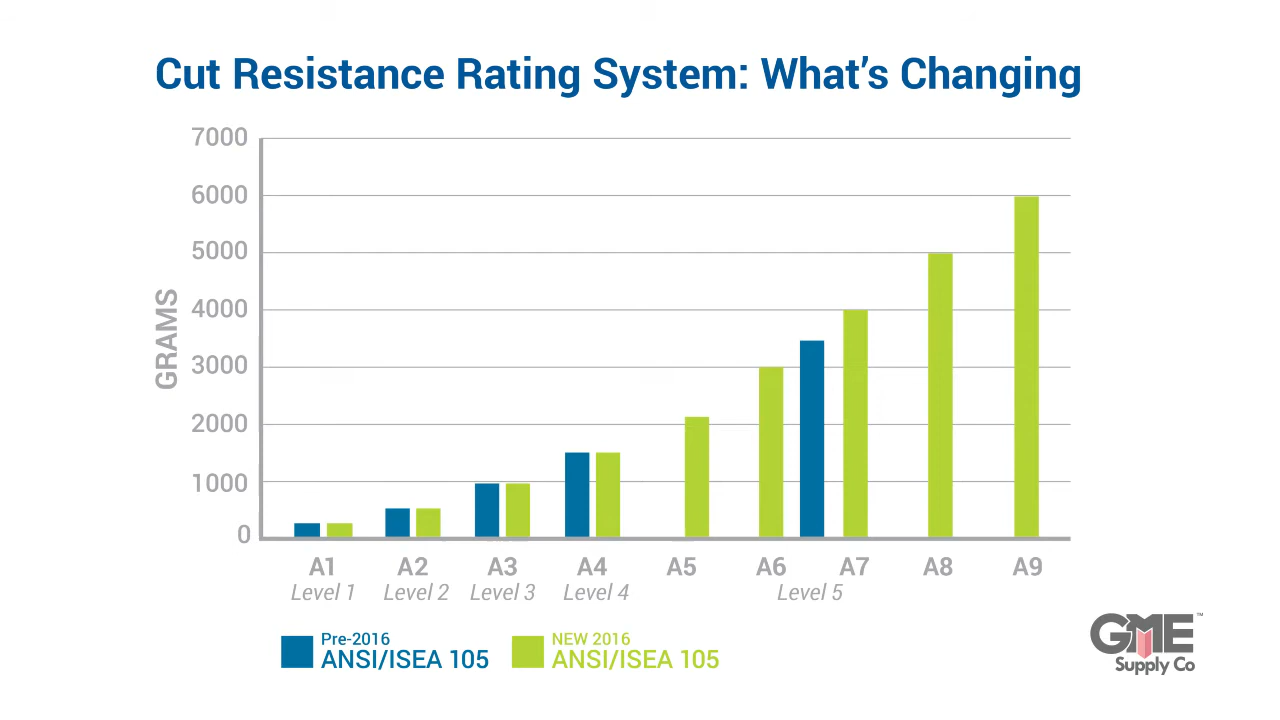 Cut Resistance Rating System: What's Changing
GRAMS
7000
6000
5000
4000
3000
2000
1000
0
A1 A2 A3 A4 A5 A6 A7 A8 A9
Level 1 Level 2 Level 3 Level 4 Level 5
Pre-2016
ANSI/ISEA 105
NEW 2016
ANSI/ISEA 105
GME™
Supply Co